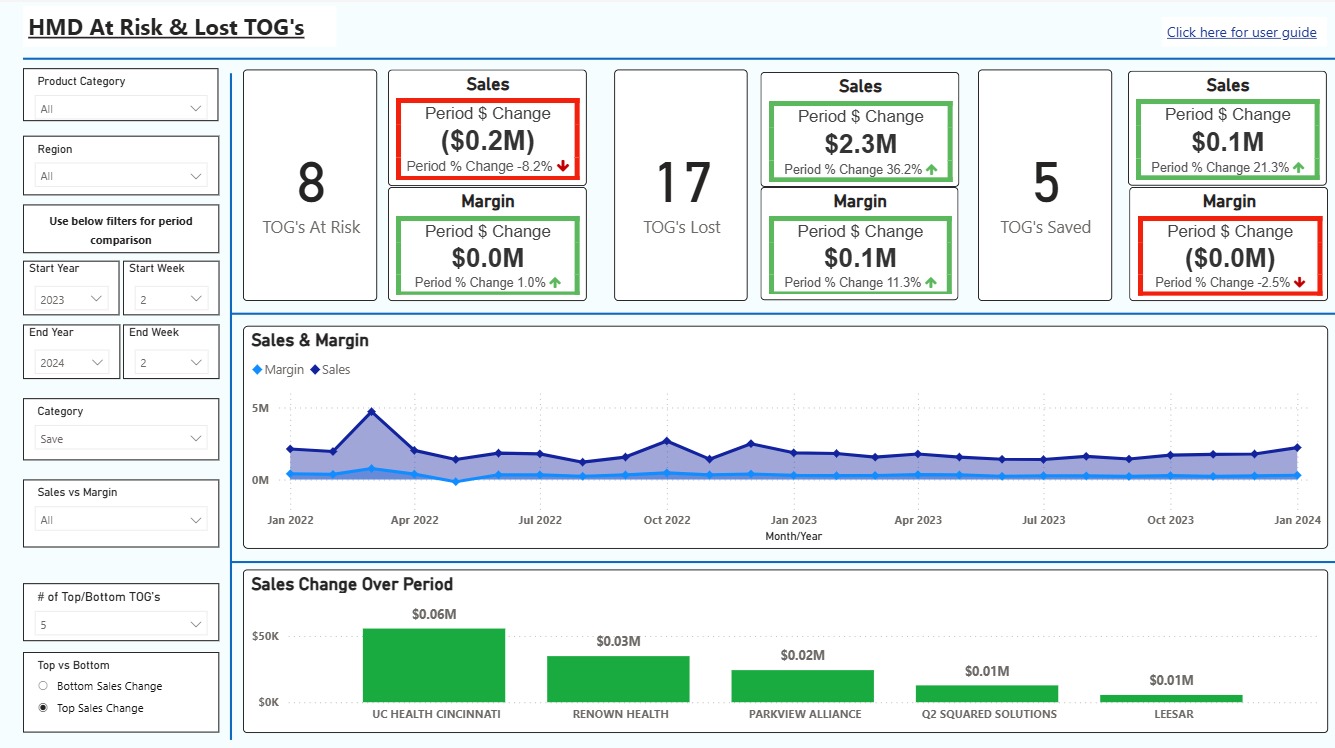 HMD At Risk & Lost TOG's
Click here for user guide
Product Category
All
Region
All
Use below filters for period
comparison
Start Year
2023
Start Week
2
End Year
2024
End Week
2
Category
Save
Sales vs Margin
All
# of Top/Bottom TOG's
5
Top vs Bottom
Bottom Sales Change
Top Sales Change
8
TOG's At Risk
Sales
Period $ Change
($0.2M)
Period % Change -8.2%
Margin
Period $ Change
$0.0M
Period % Change 1.0%
17
TOG's Lost
Sales
Period $ Change
$2.3M
Period % Change 36.2%
Margin
Period $ Change
$0.1M
Period % Change 11.3%
5
TOG's Saved
Sales
Period $ Change
$0.1M
Period % Change 21.3%
Margin
Period $ Change
($0.0M)
Period % Change -2.5%
Sales & Margin
Margin Sales
5M
0M
Jan 2022 Apr 2022 Jul 2022 Oct 2022 Jan 2023 Apr 2023 Jul 2023 Oct 2023 Jan 2024
Month/Year
Sales Change Over Period
$0.06M
$0.03M
$0.02M
$0.01M
$0.01M
$50K
$0K
UC HEALTH CINCINNATI RENOWN HEALTH PARKVIEW ALLIANCE Q2 SQUARED SOLUTIONS LEESAR